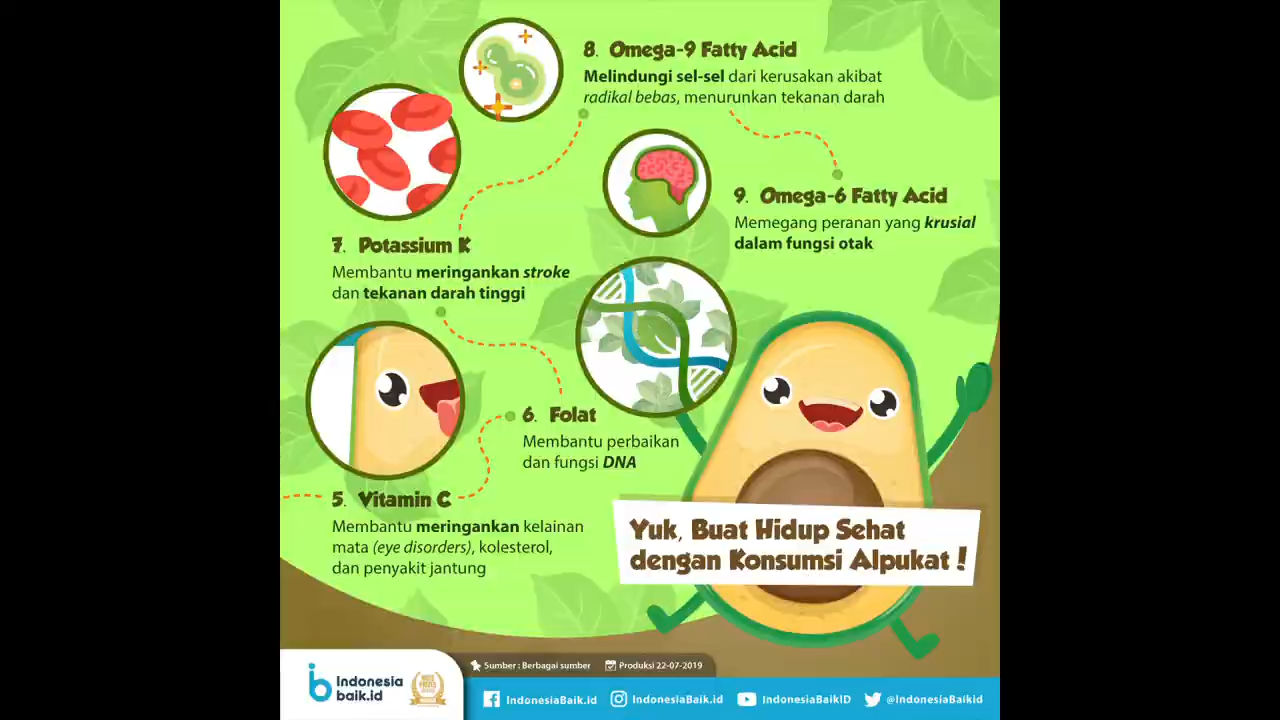 8. Omega-9 Fatty Acid
Melindungi sel-sel dari kerusakan akibat
radikal bebas, menurunkan tekanan darah
9. Omega-6 Fatty Acid
Memegang peranan yang krusial
dalam fungsi otak
7. Potassium K
Membantu meringankan stroke
dan tekanan darah tinggi
6. Folat
Membantu perbaikan
dan fungsi DNA
5. Vitamin C
Membantu meringankan kelainan
mata (eye disorders), kolesterol,
dan penyakit jantung
Yuk, Buat Hidup Sehat
dengan Konsumsi Alpukat!
Sumber : Berbagai sumber
Produksi 22-07-2019
Indonesia
baik.id
IndonesiaBaik.id
IndonesiaBaik.id
IndonesiaBaikID
@IndonesiaBaikid